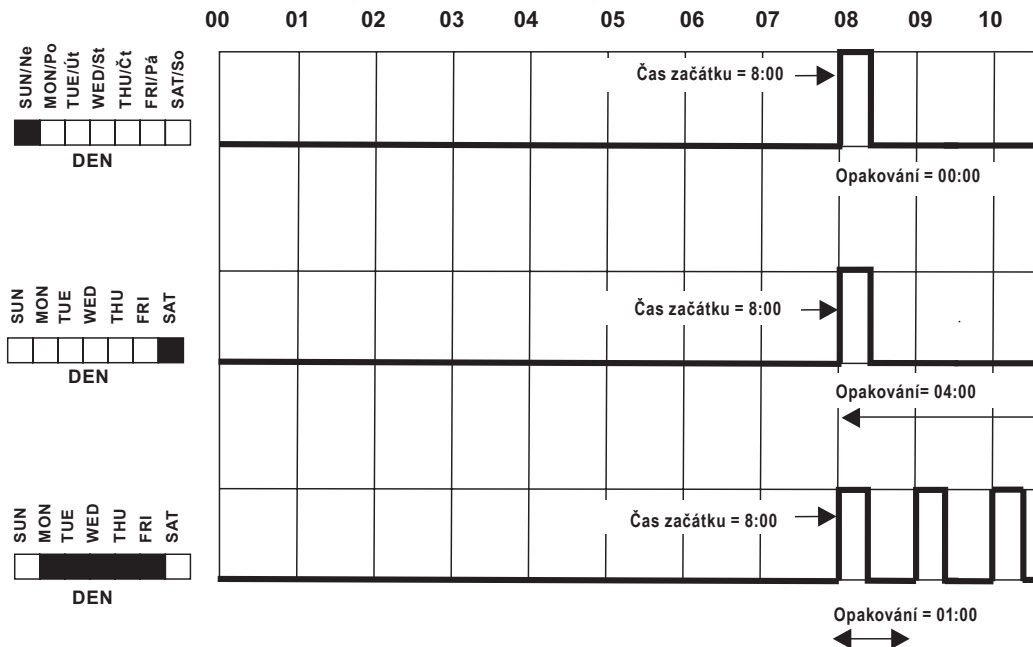 00 01 02 03 04 05 06 07 08 09 10
SUN/Ne
MON/Po
TUE/Út
WED/St
THU/Čt
FRI/Pá
SAT/So
DEN
Čas začátku = 8:00
Opakování = 00:00
SUN
MON
TUE
WED
THU
FRI
SAT
DEN
Čas začátku = 8:00
Opakování= 04:00
SUN
MON
TUE
WED
THU
FRI
SAT
DEN
Čas začátku = 8:00
Opakování = 01:00